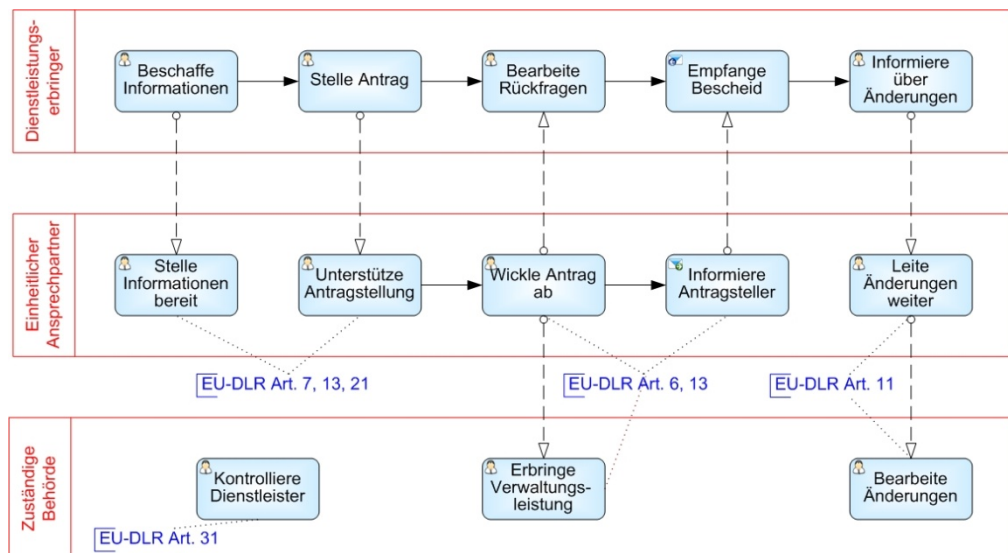 Dienstleistungs-
erbringer
Beschaffe
Informationen
Stelle Antrag
Bearbeite
Rückfragen
Empfange
Bescheid
Informiere
über
Änderungen
Einheitlicher
Ansprechpartner
Stelle
Informationen
bereit
Unterstütze
Antragstellung
Wickle Antrag
ab
Informiere
Antragsteller
Leite
Änderungen
weiter
EU-DLR Art. 7, 13, 21
EU-DLR Art. 6, 13
EU-DLR Art. 11
Zuständige
Behörde
Kontrolliere
Dienstleister
Erbringe
Verwaltungs-
leistung
Bearbeite
Änderungen
EU-DLR Art. 31